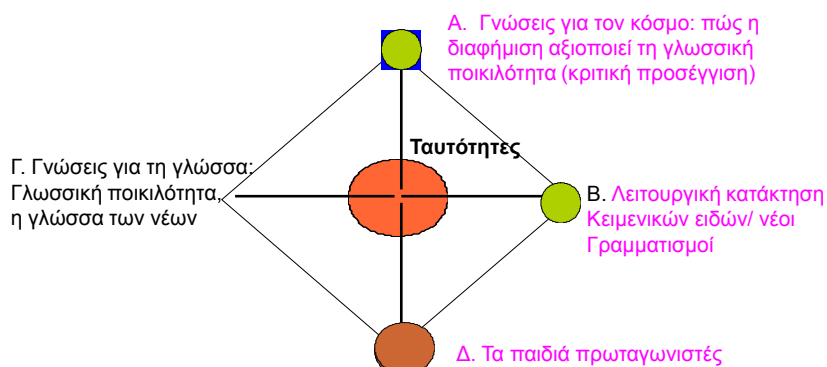 Α. Γνώσεις για τον κόσμο: πώς η
διαφήμιση αξιοποιεί τη γλωσσική
ποικιλότητα (κριτική προσέγγιση)
Ταυτότητες
Γ. Γνώσεις για τη γλώσσα:
Γλωσσική ποικιλότητα,
η γλώσσα των νέων
Β. Λειτουργική κατάκτηση
Κειμενικών ειδών/ νέοι
Γραμματισμοί
Δ. Τα παιδιά πρωταγωνιστές